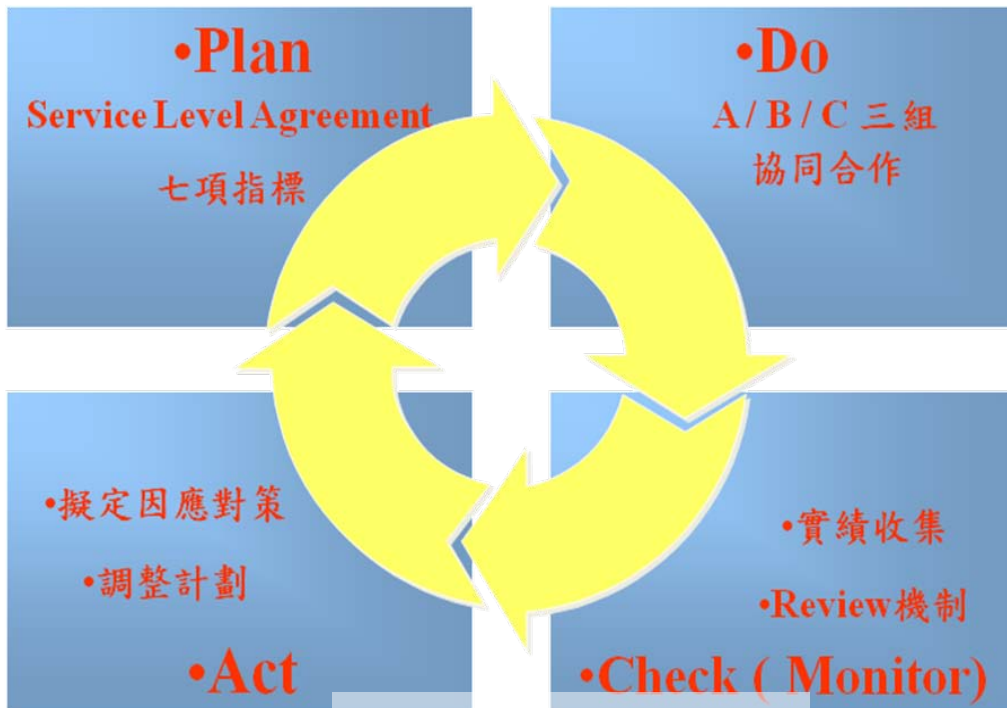 •Plan
Service Level Agreement
七項指標
•Do
A / B / C 三組
協同合作
•擬定因應對策
•調整計劃
•Act
•實績收集
•Review機制
•Check ( Monitor)